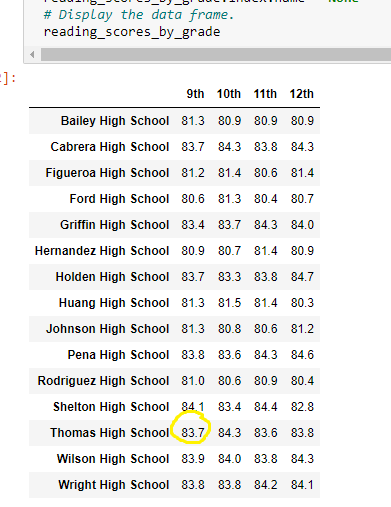 # Display the data frame.
reading_scores_by_grade
]:
9th 10th 11th 12th
Bailey High School 81.3 80.9 80.9 80.9
Cabrera High School 83.7 84.3 83.8 84.3
Figueroa High School 81.2 81.4 80.6 81.4
Ford High School 80.6 81.3 80.4 80.7
Griffin High School 83.4 83.7 84.3 84.0
Hernandez High School 80.9 80.7 81.4 80.9
Holden High School 83.7 83.3 83.8 84.7
Huang High School 81.3 81.5 81.4 80.3
Johnson High School 81.3 80.8 80.6 81.2
Pena High School 83.8 83.6 84.3 84.6
Rodriguez High School 81.0 80.6 80.9 80.4
Shelton High School 84.1 83.4 84.4 82.8
Thomas High School 83.7 84.3 83.6 83.8
Wilson High School 83.9 84.0 83.8 84.3
Wright High School 83.8 83.8 84.2 84.1